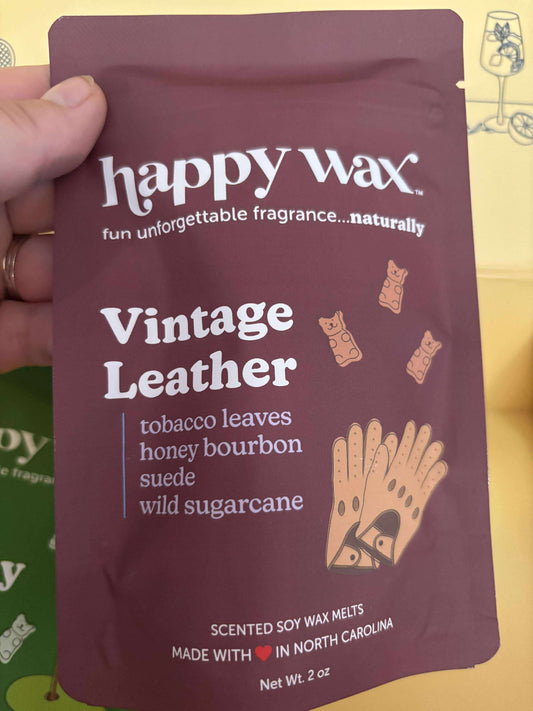 happy wax™
fun unforgettable fragrance...naturally
Vintage
Leather
tobacco leaves
honey bourbon
suede
wild sugarcane
SCENTED SOY WAX MELTS
MADE WITH ❤ IN NORTH CAROLINA
Net Wt. 2 oz